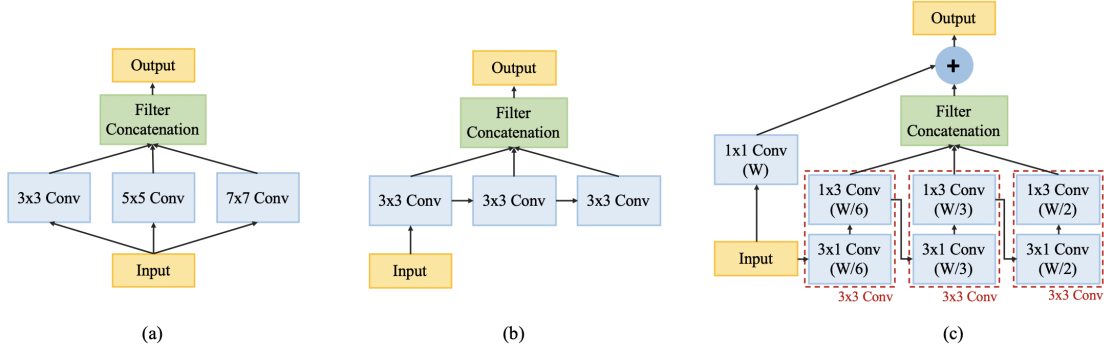 Output
Filter
Concatenation
3x3 Conv
5x5 Conv
7x7 Conv
Input
(a)
Output
Filter
Concatenation
3x3 Conv
3x3 Conv
3x3 Conv
Input
(b)
Output
+
Filter
Concatenation
1x1 Conv
(W)
1x3 Conv
(W/6)
1x3 Conv
(W/3)
1x3 Conv
(W/2)
Input
3x1 Conv
(W/6)
3x1 Conv
(W/3)
3x1 Conv
(W/2)
3x3 Conv
3x3 Conv
3x3 Conv
(c)